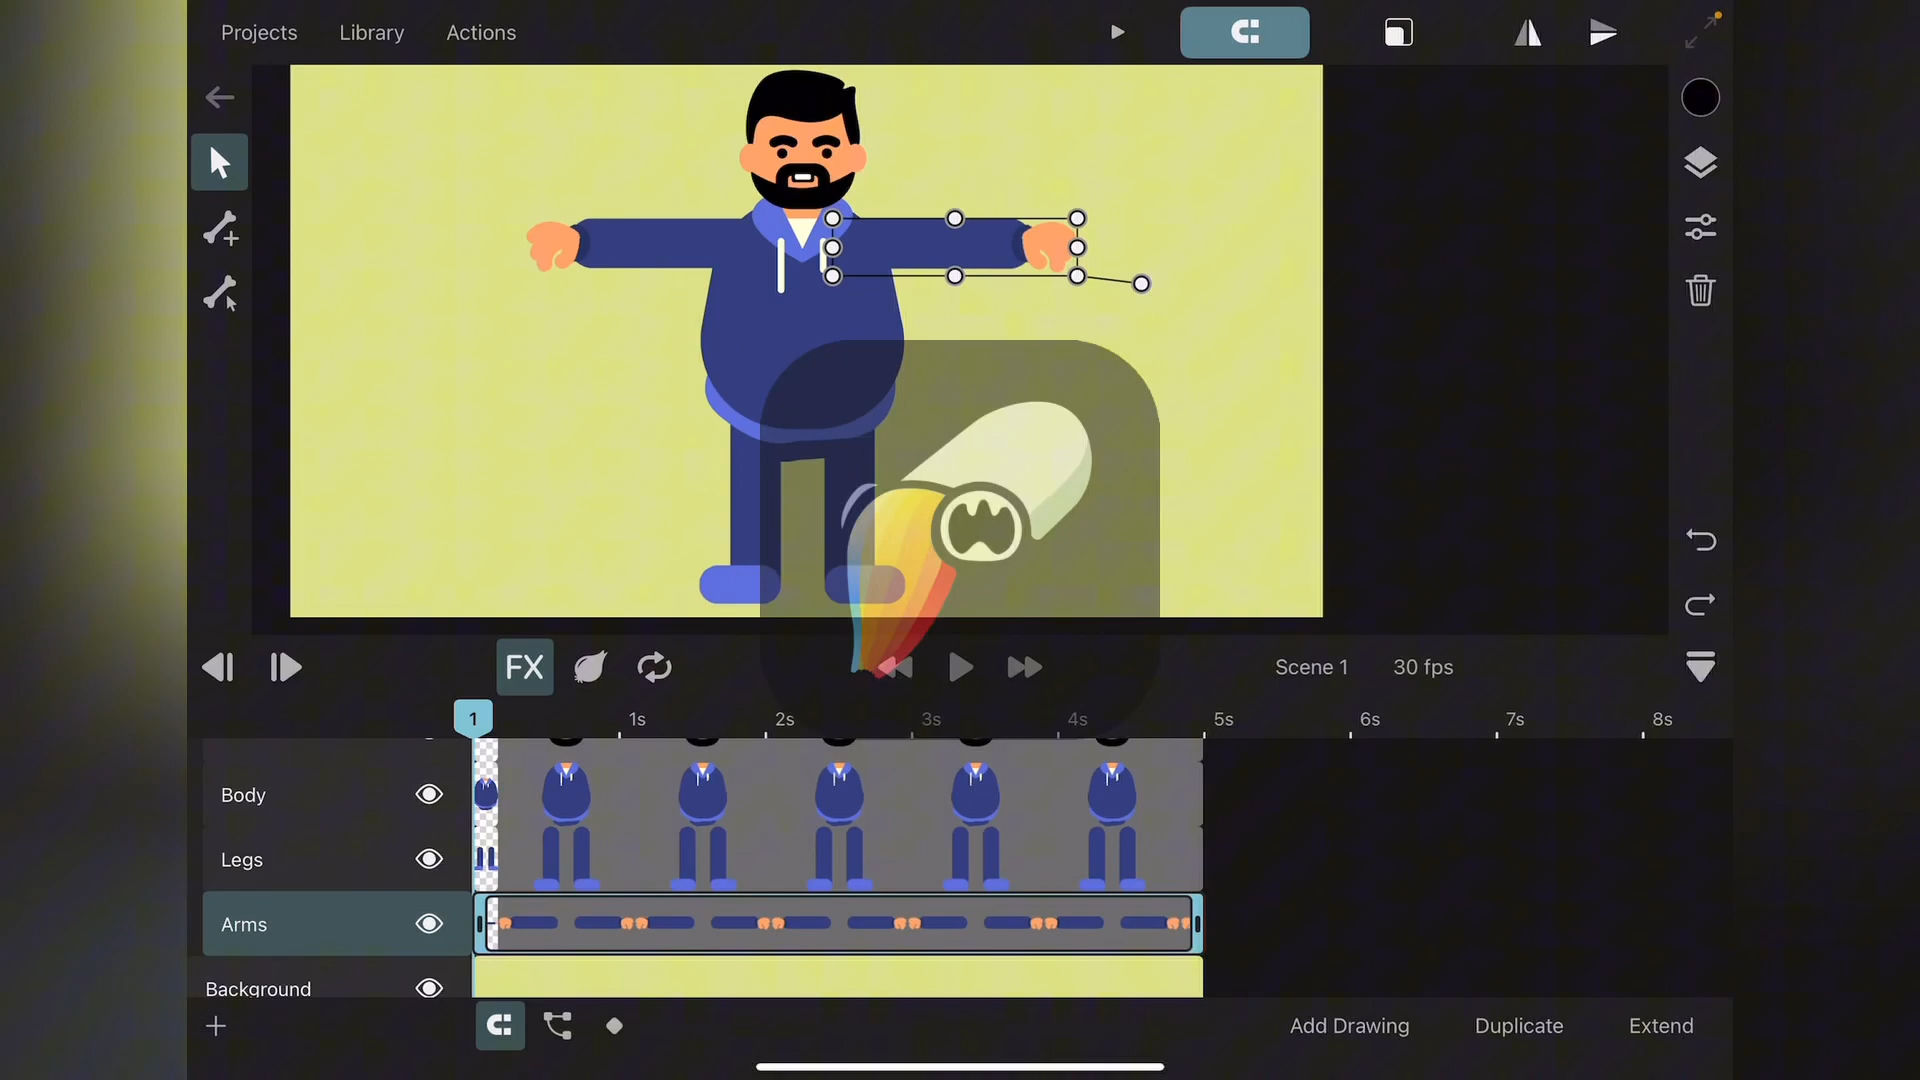 Projects Library Actions
FX Scene 1 30 fps
1 1s 2s 3s 4s 5s 6s 7s 8s
Body
Legs
Arms
Background
Add Drawing Duplicate Extend